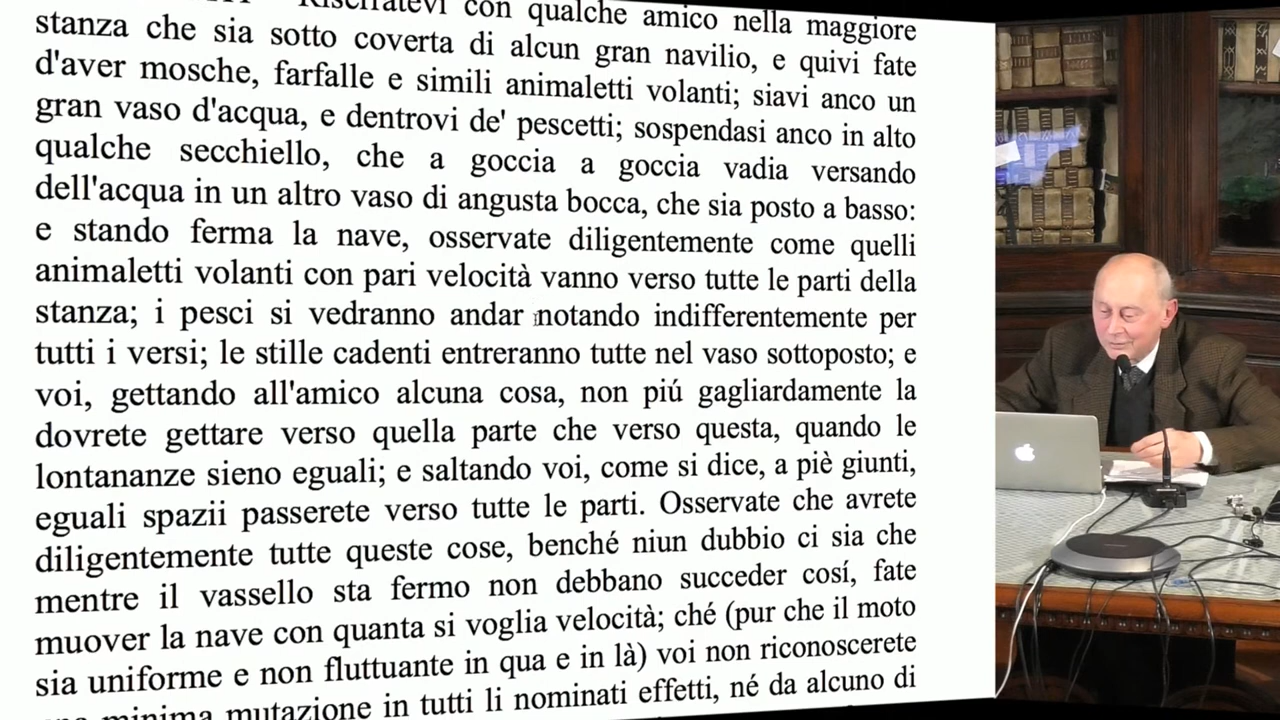 Riserratevi con qualche amico nella maggiore
stanza che sia sotto coverta di alcun gran navilio, e quivi fate
d'aver mosche, farfalle e simili animaletti volanti; siavi anco un
gran vaso d'acqua, e dentrovi de' pescetti; sospendasi anco in alto
qualche secchiello, che a goccia a goccia vadia versando
dell'acqua in un altro vaso di angusta bocca, che sia posto a basso:
e stando ferma la nave, osservate diligentemente come quelli
animaletti volanti con pari velocità vanno verso tutte le parti della
stanza; i pesci si vedranno andar notando indifferentemente per
tutti i versi; le stille cadenti entreranno tutte nel vaso sottoposto; e
voi, gettando all'amico alcuna cosa, non piú gagliardamente la
dovrete gettare verso quella parte che verso questa, quando le
lontananze sieno eguali; e saltando voi, come si dice, a piè giunti,
eguali spazii passerete verso tutte le parti. Osservate che avrete
diligentemente tutte queste cose, benché niun dubbio ci sia che
mentre il vassello sta fermo non debbano succeder cosí, fate
muover la nave con quanta si voglia velocità; ché (pur che il moto
sia uniforme e non fluttuante in qua e in là) voi non riconoscerete
una minima mutazione in tutti li nominati effetti, né da alcuno di